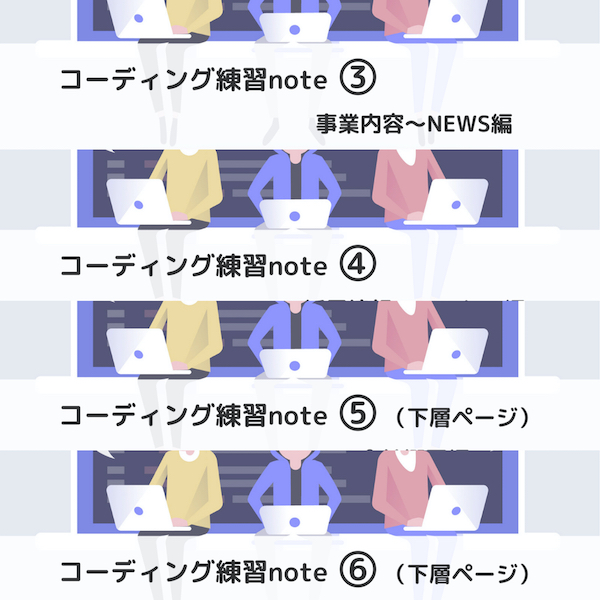 コーディング練習note ③
事業内容〜NEWS編
コーディング練習note ④
コーディング練習note ⑤ （下層ページ）
コーディング練習note ⑥ （下層ページ）